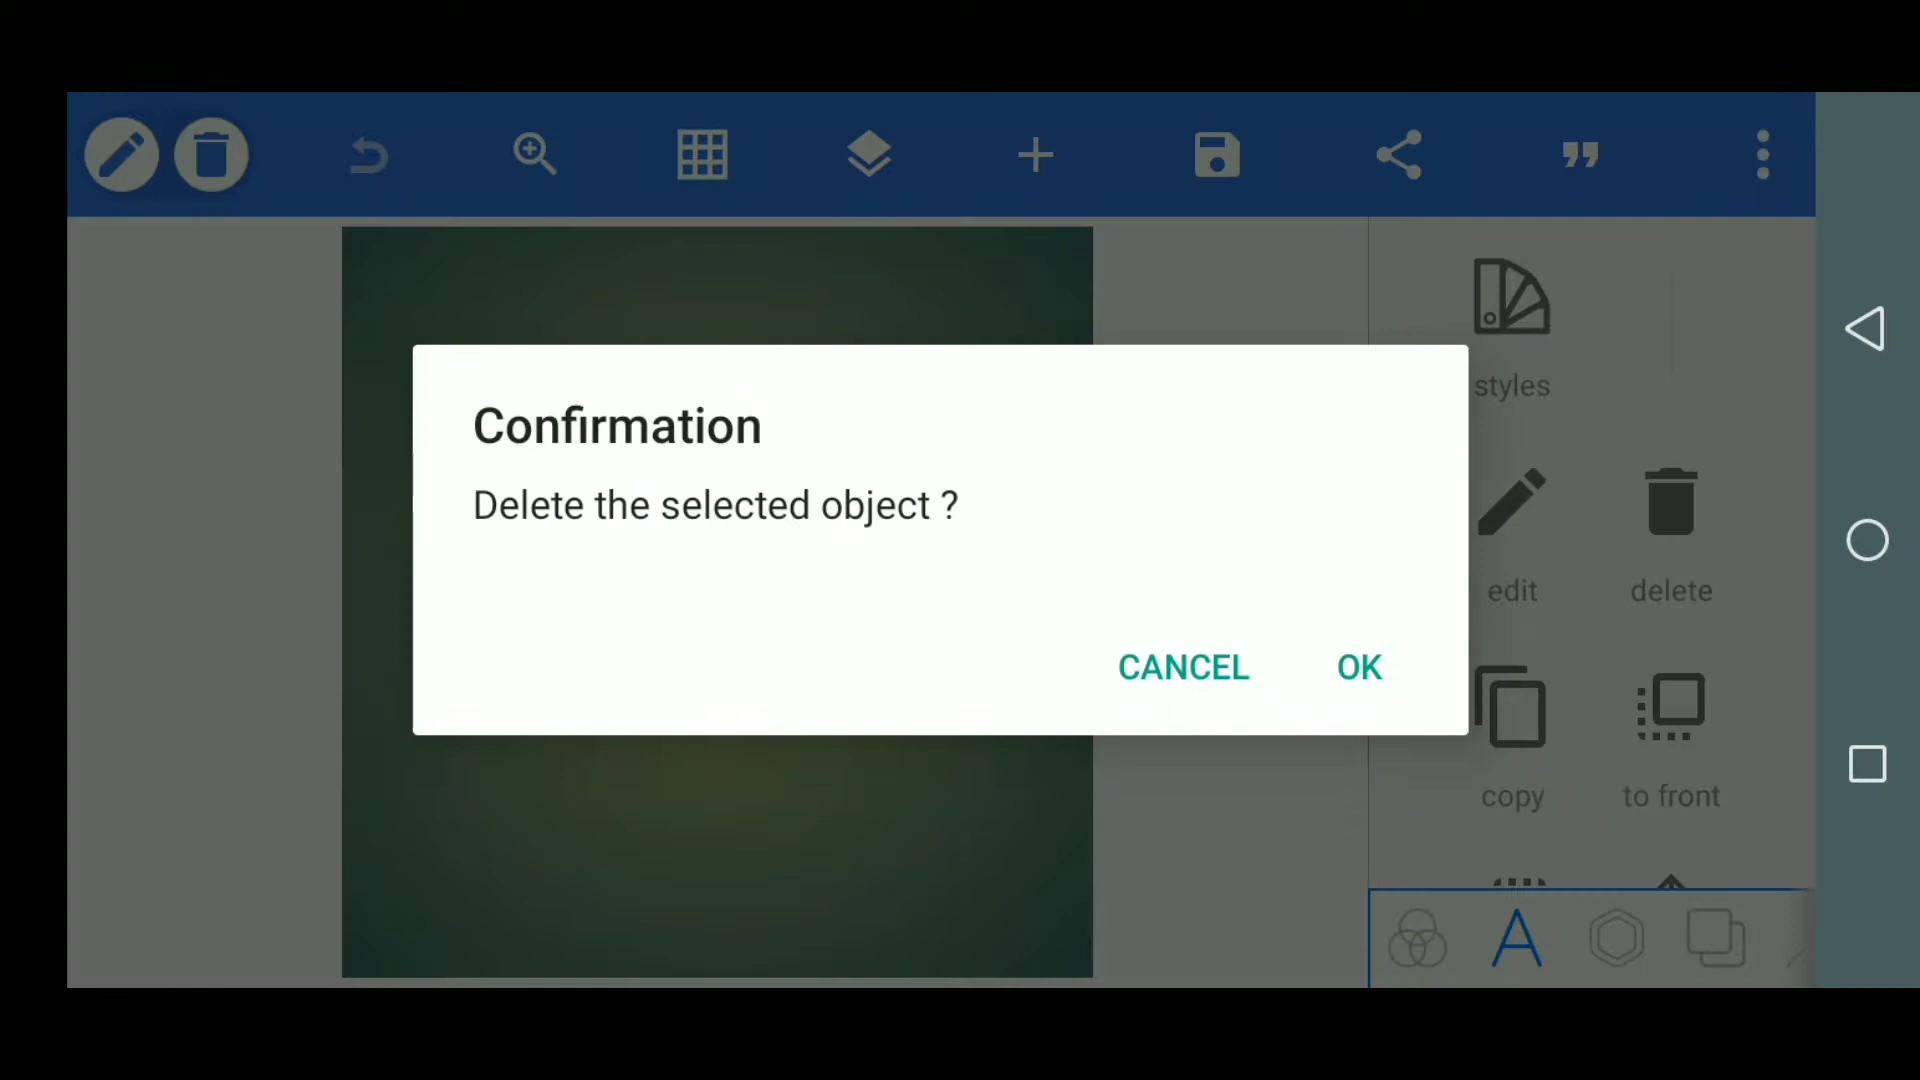 Confirmation
Delete the selected object ?
CANCEL OK
styles
edit delete
copy to front